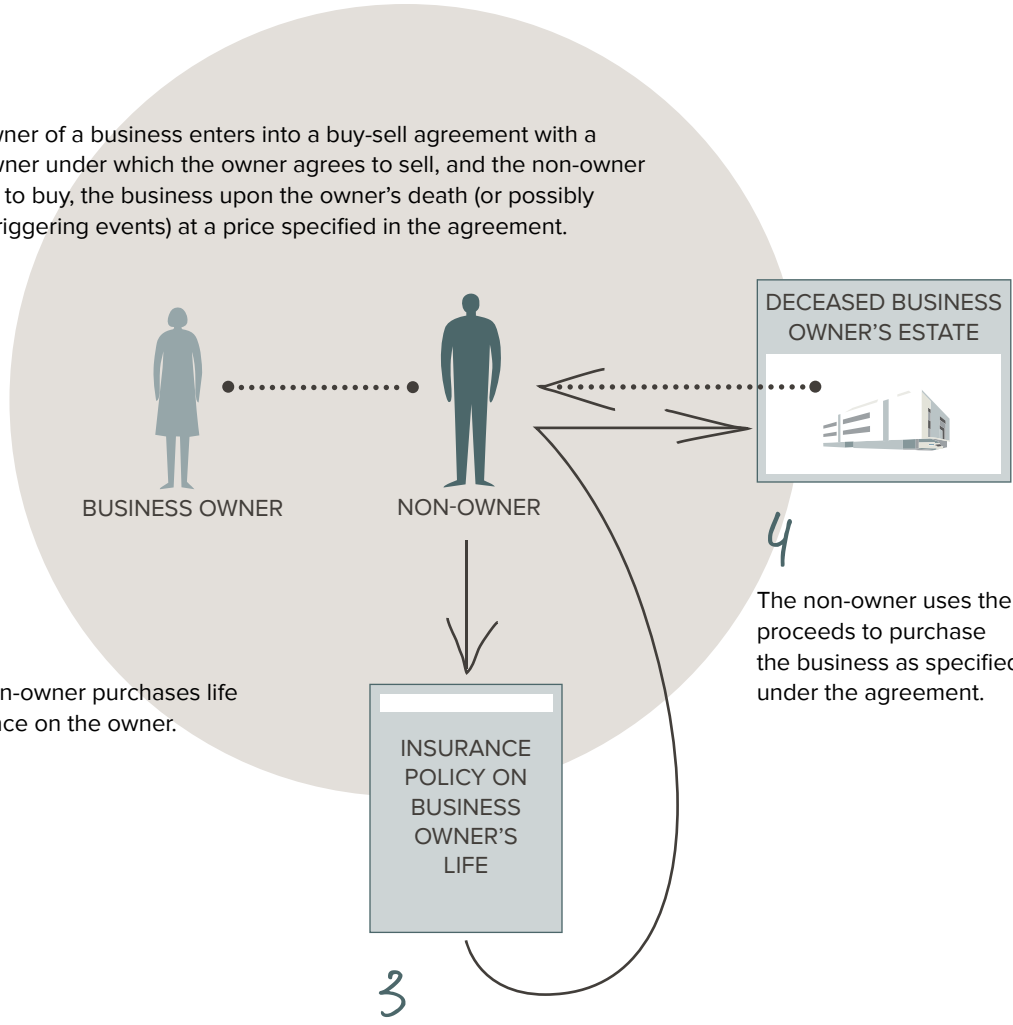 wner of a business enters into a buy-sell agreement with a
wner under which the owner agrees to sell, and the non-owner
to buy, the business upon the owner’s death (or possibly
riggering events) at a price specified in the agreement.
DECEASED BUSINESS
OWNER’S ESTATE
BUSINESS OWNER
NON-OWNER
4
The non-owner uses the
proceeds to purchase
the business as specified
under the agreement.
n-owner purchases life
nce on the owner.
INSURANCE
POLICY ON
BUSINESS
OWNER’S
LIFE
3